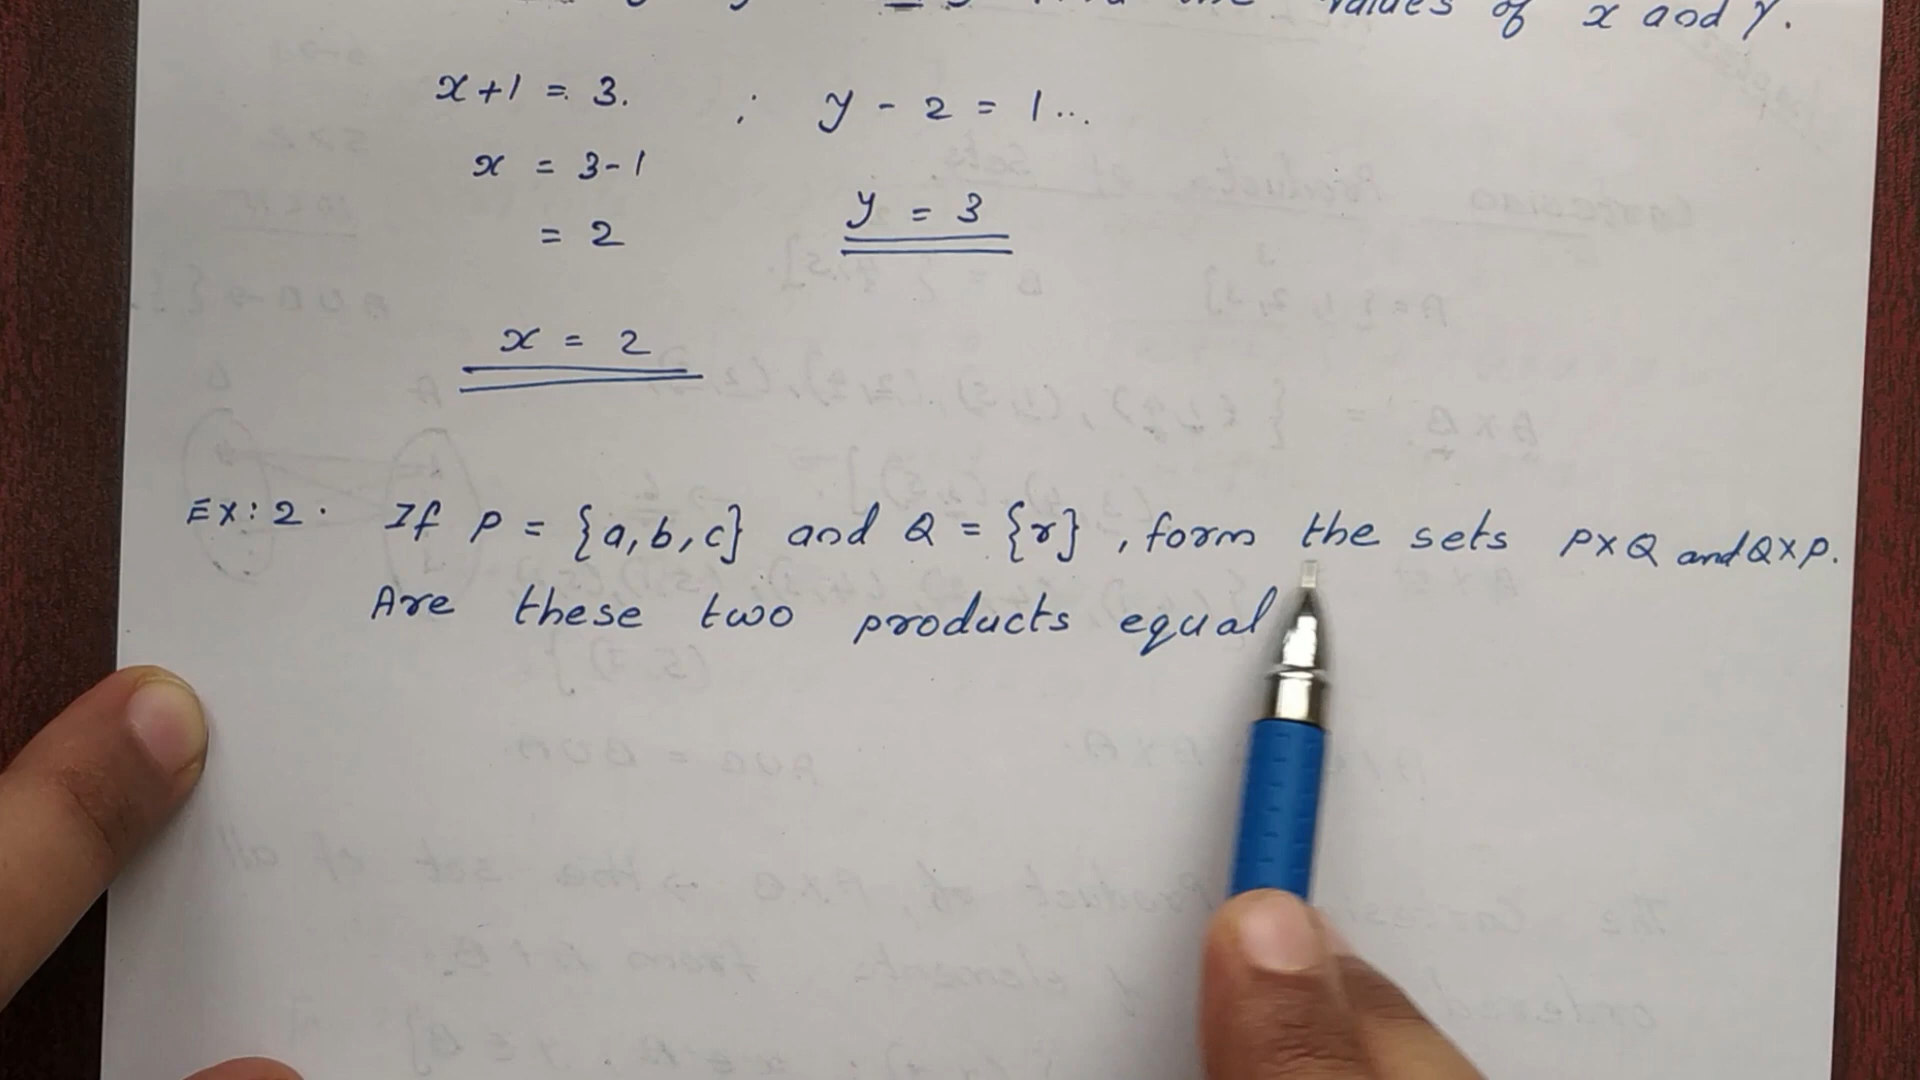 values of x and y.
x+1 = 3. ; y - 2 = 1...
x = 3-1
= 2
y = 3
x = 2
Ex: 2. If P = {a,b,c} and Q = {r}, form the sets P×Q and Q×P.
Are these two products equal